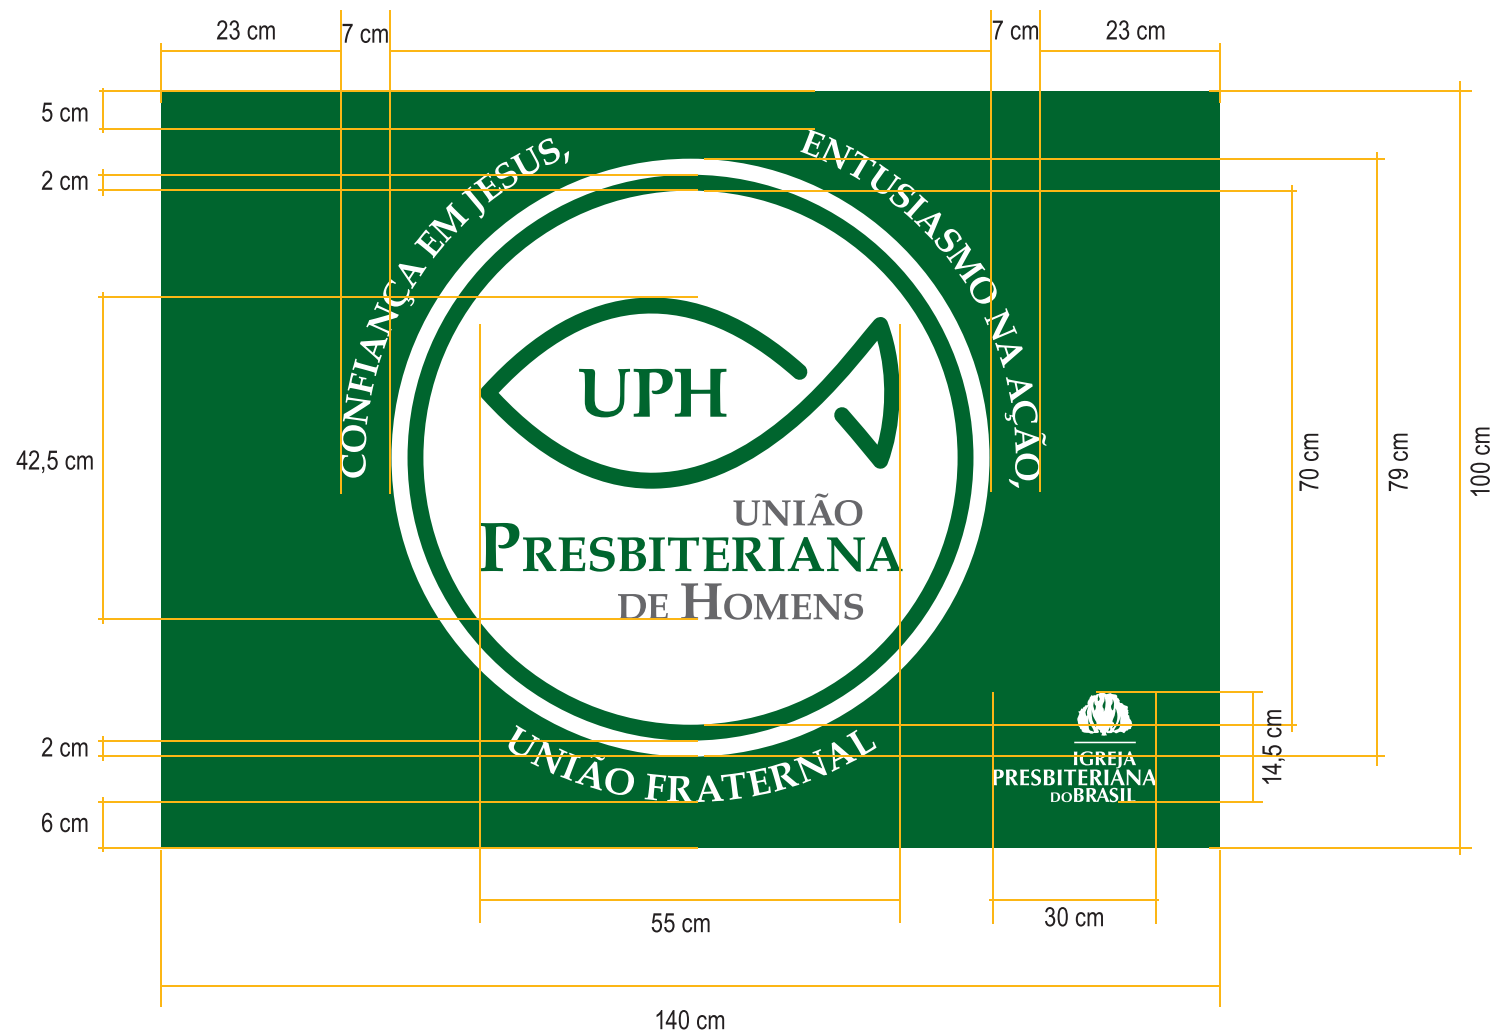 23 cm
7 cm
7 cm
23 cm
5 cm
2 cm
CONFIANÇA EM JESUS,
ENTUSIASMO NA AÇÃO,
UPH
42,5 cm
70 cm
79 cm
100 cm
UNIÃO
PRESBITERIANA
DE HOMENS
2 cm
UNIÃO FRATERNAL
14,5 cm
IGREJA
PRESBITERIANA
DO BRASIL
6 cm
55 cm
30 cm
140 cm